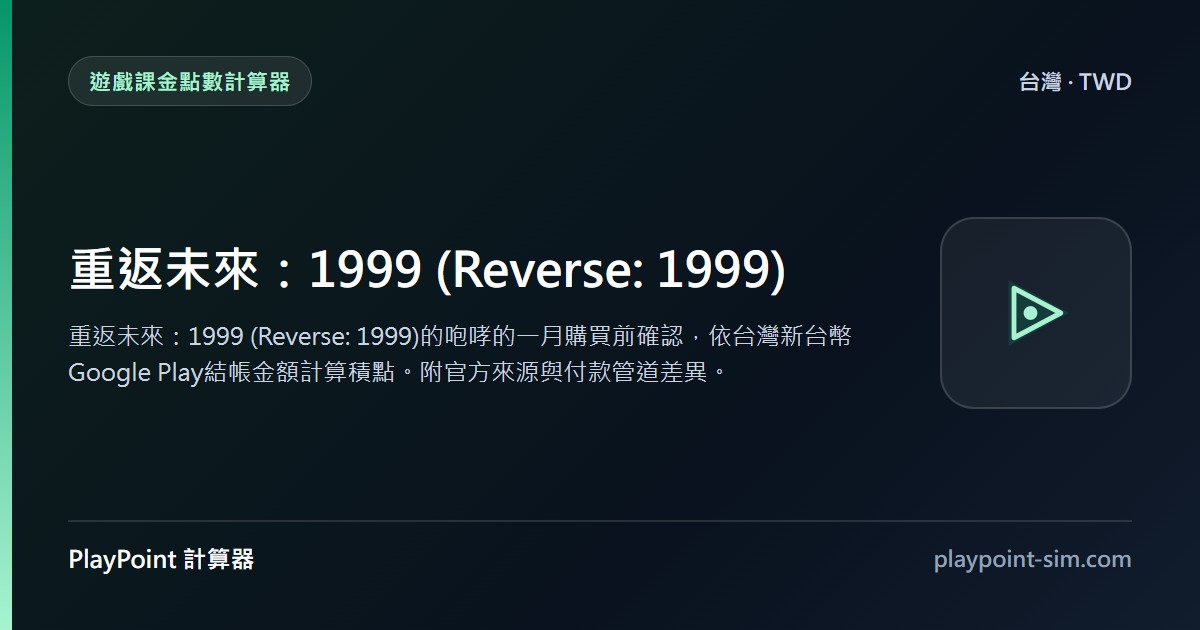 遊戲課金點數計算器
台灣 · TWD
重返未來：1999 (Reverse: 1999)
重返未來：1999 (Reverse: 1999)的咆哮的一月購買前確認，依台灣新台幣
Google Play結帳金額計算積點。附官方來源與付款管道差異。
PlayPoint 計算器
playpoint-sim.com